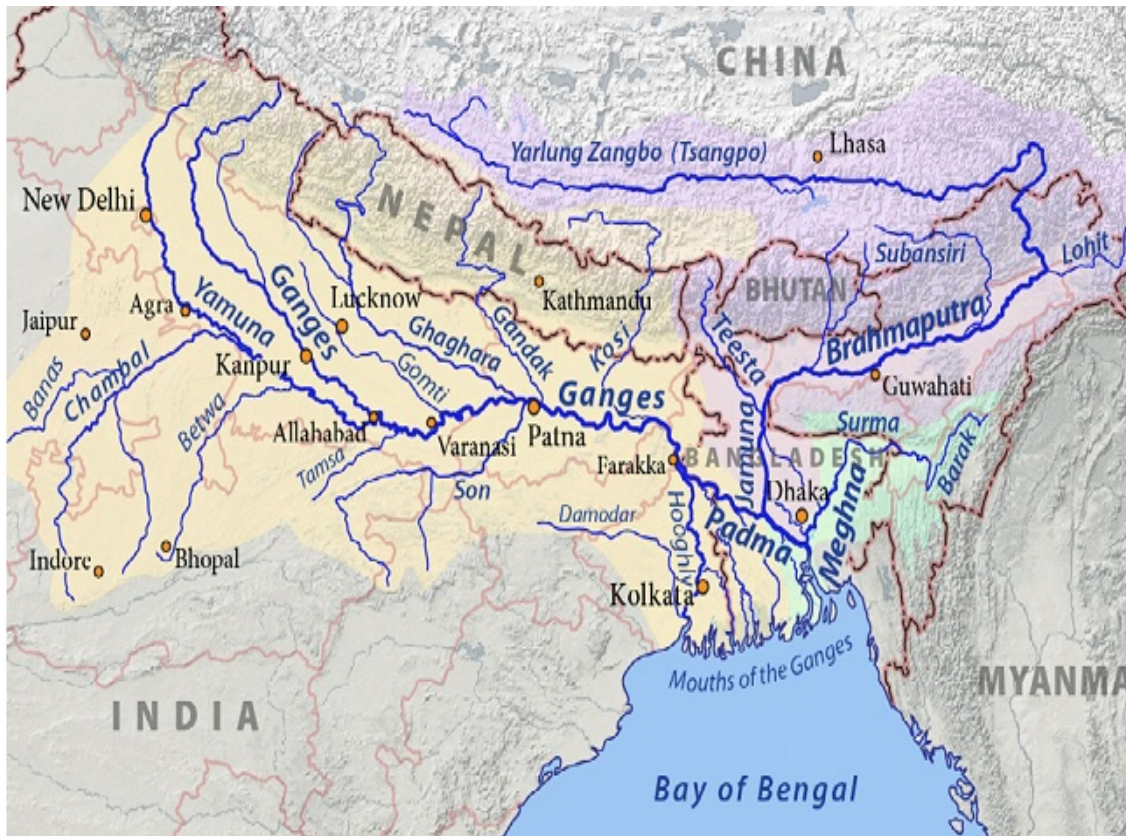 CHINA
Yarlung Zangbo (Tsangpo)
Lhasa
New Delhi
NEPAL
Subansiri
Lohit
BHUTAN
Kathmandu
Agra
Yamuna
Ganges
Lucknow
Jaipur
Ghaghara
Gandak
Kosi
Teesta
Brahmaputra
Kanpur
Gomti
Guwahati
Banas
Chambal
Betwa
Ganges
Surma
Allahabad
Varanasi
Patna
Tamsa
Farakka
BANGLADESH
Barak
Jamuna
Son
Dhaka
Hooghly
Damodar
Padma
Meghna
Indore
Bhopal
Kolkata
Mouths of the Ganges
MYANMA
INDIA
Bay of Bengal